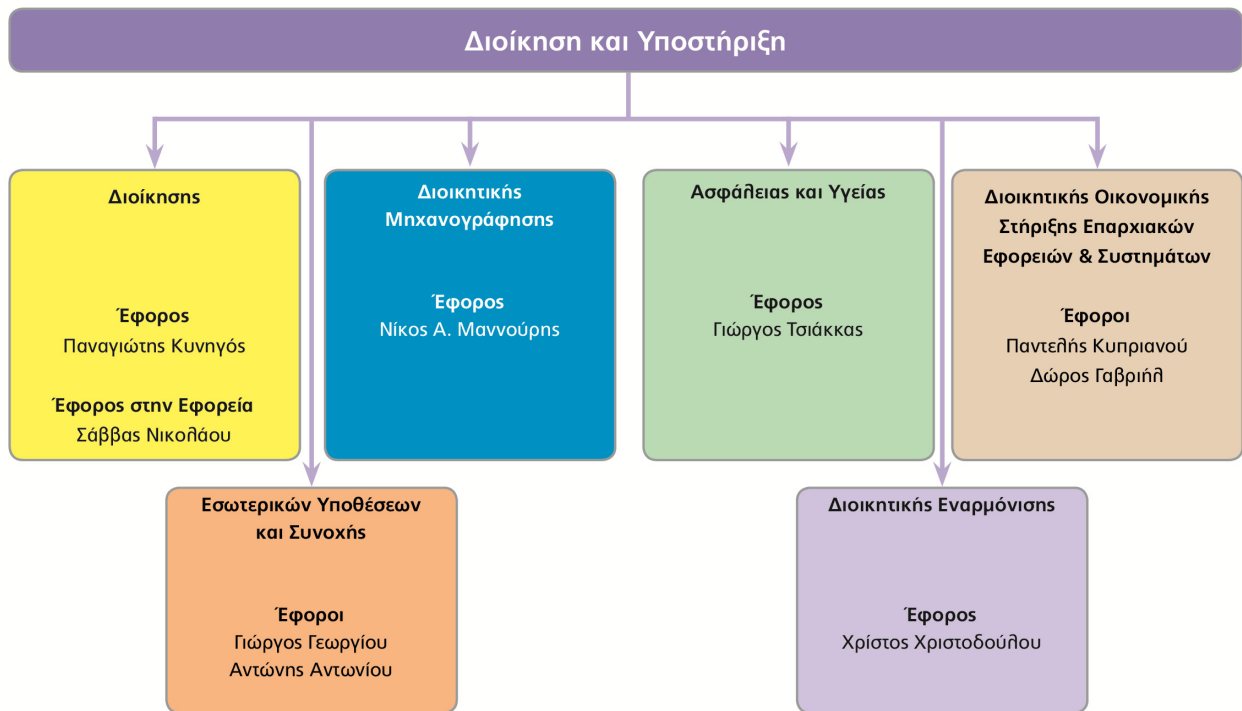 Διοίκηση και Υποστήριξη
Διοίκησης
Έφορος
Παναγιώτης Κυνηγός
Έφορος στην Εφορεία
Σάββας Νικολάου
Διοικητικής
Μηχανογράφησης
Έφορος
Νίκος Α. Μαννούρης
Ασφάλειας και Υγείας
Έφορος
Γιώργος Τσιάκκας
Διοικητικής Οικονομικής
Στήριξης Επαρχιακών
Εφορειών & Συστημάτων
Έφοροι
Παντελής Κυπριανού
Δώρος Γαβριήλ
Εσωτερικών Υποθέσεων
και Συνοχής
Έφοροι
Γιώργος Γεωργίου
Αντώνης Αντωνίου
Διοικητικής Εναρμόνισης
Έφορος
Χρίστος Χριστοδούλου